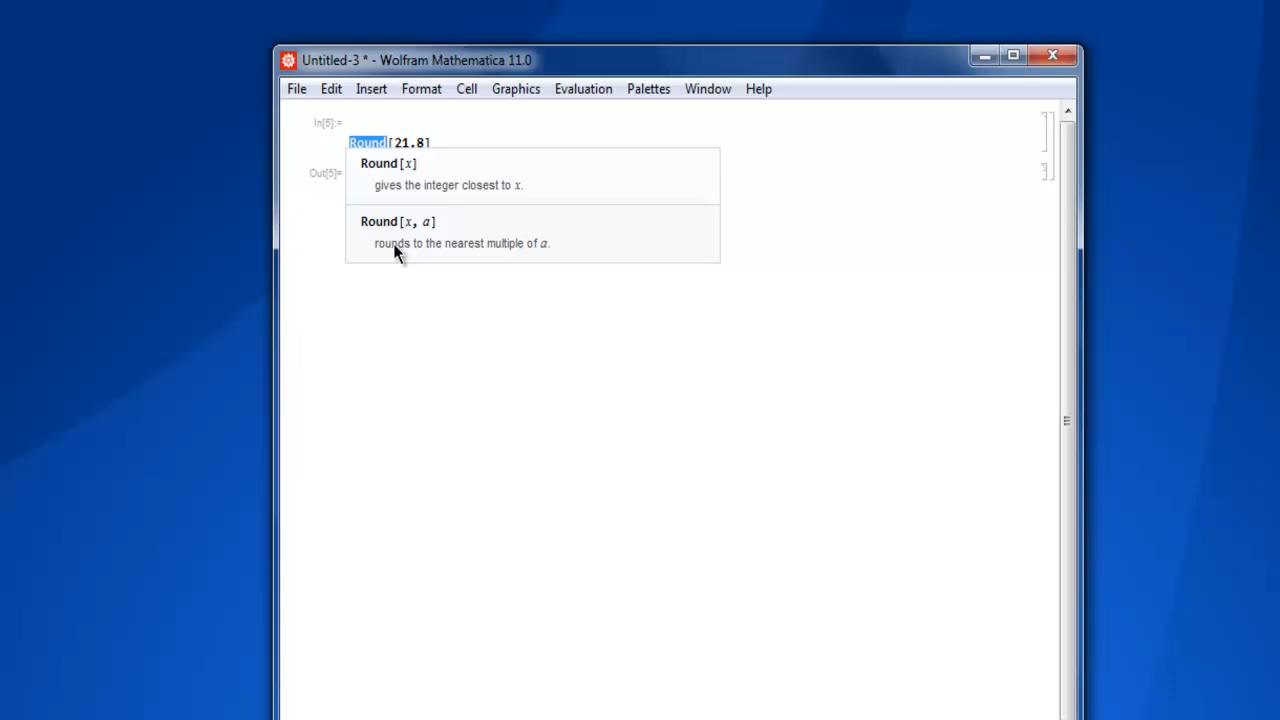 Untitled-3 * - Wolfram Mathematica 11.0
File Edit Insert Format Cell Graphics Evaluation Palettes Window Help
In[5]:=
Round[21.8]
Round[x]
Out[5]=
gives the integer closest to x.
Round[x, a]
rounds to the nearest multiple of a.